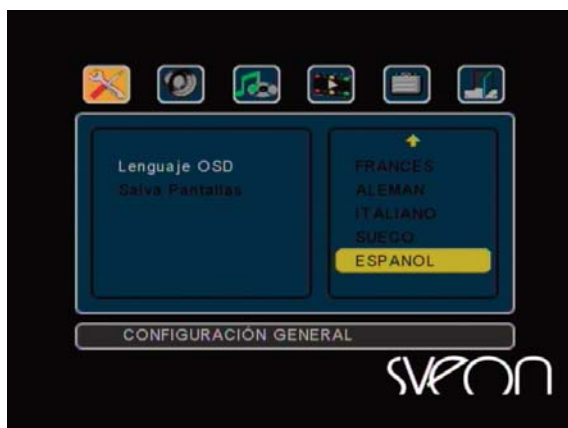 Lenguaje OSD
Salva Pantallas
FRANCES
ALEMAN
ITALIANO
SUECO
ESPANOL
CONFIGURACIÓN GENERAL
sveon